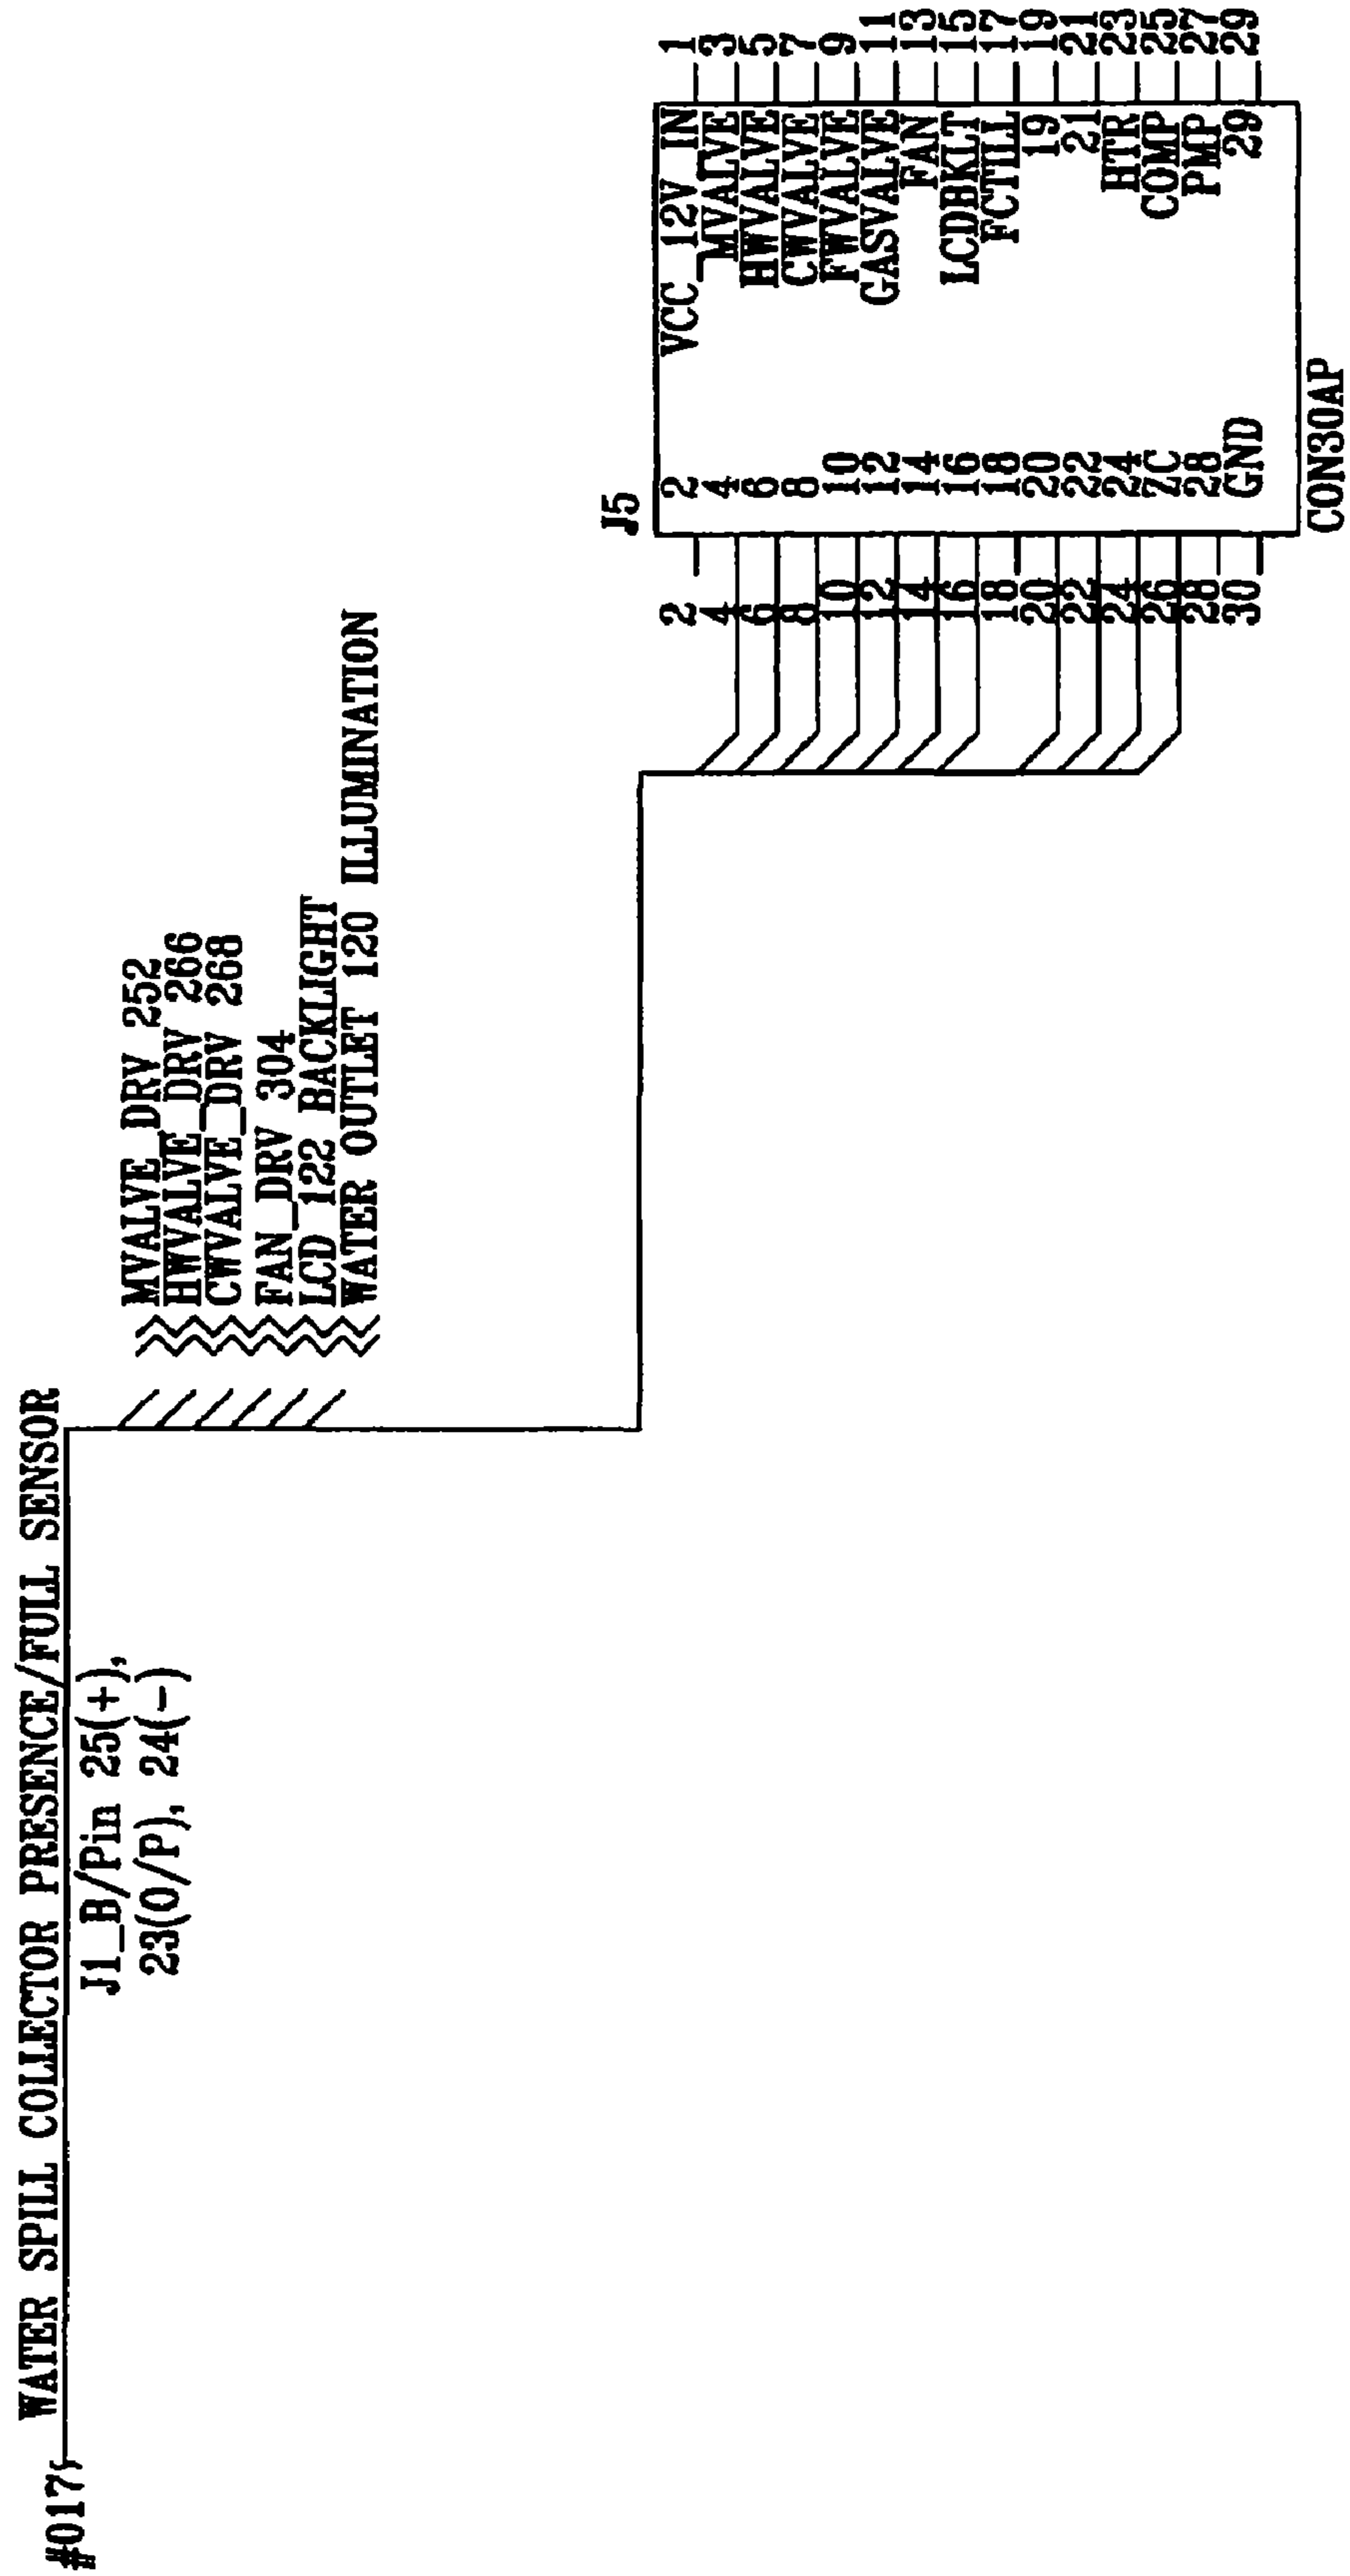 #017
WATER SPILL COLLECTOR PRESENCE/FULL SENSOR
J1_B/Pin 25(+),
23(O/P), 24(-)
MVALVE_DRV 252
HWVALVE_DRV 266
CWVALVE_DRV 268
FAN_DRV 304
LCD 122 BACKLIGHT
WATER OUTLET 120 ILLUMINATION
J5
2 2 VCC_12V IN 1
4 4 MVALVE 3
6 6 HWVALVE 5
8 8 CWVALVE 7
10 10 FWVALVE 9
12 12 GASVALVE 11
14 14 FAN 13
16 16 LCDBKLT 15
18 18 FCTILL 17
20 20 19 19
22 22 21 21
24 24 HTR 23
26 ZC COMP 25
28 28 PMP 27
30 GND 29 29
CON30AP